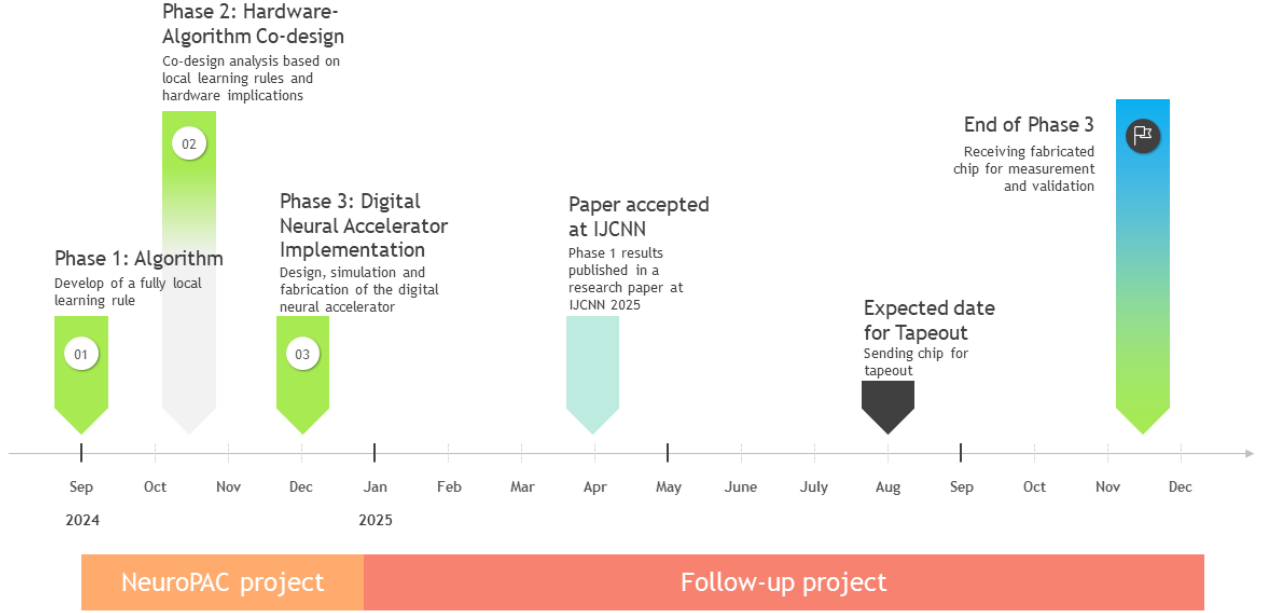 Phase 2: Hardware-
Algorithm Co-design
Co-design analysis based on
local learning rules and
hardware implications
02
End of Phase 3
Receiving fabricated
chip for measurement
and validation
Phase 3: Digital
Neural Accelerator
Implementation
Design, simulation and
fabrication of the digital
neural accelerator
03
Paper accepted
at IJCNN
Phase 1 results
published in a
research paper at
IJCNN 2025
Phase 1: Algorithm
Develop of a fully local
learning rule
01
Expected date
for Tapeout
Sending chip for
tapeout
Sep Oct Nov Dec Jan Feb Mar Apr May June July Aug Sep Oct Nov Dec
2024 2025
NeuroPAC project Follow-up project